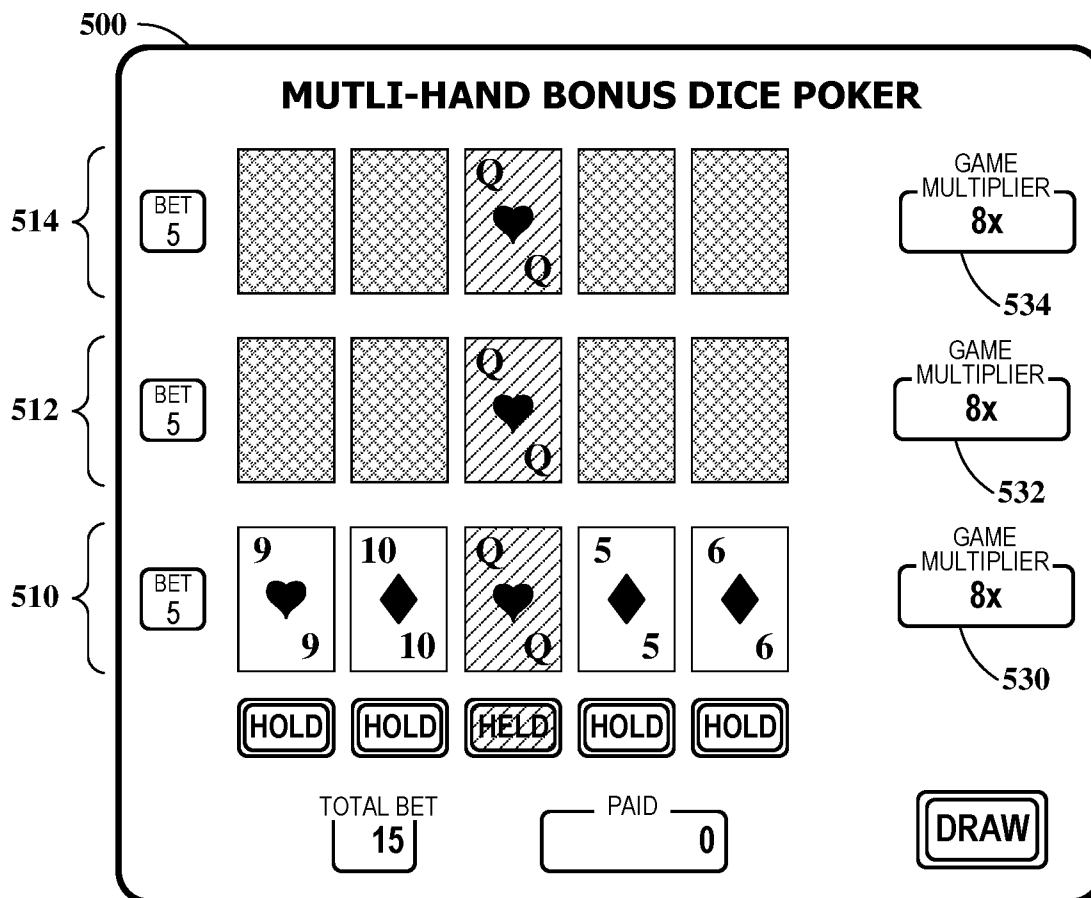 500
MUTLI-HAND BONUS DICE POKER
514
BET
5
Q
Q
GAME
MULTIPLIER
8x
534
512
BET
5
Q
Q
GAME
MULTIPLIER
8x
532
510
BET
5
9
9
10
10
Q
Q
5
5
6
6
GAME
MULTIPLIER
8x
530
HOLD HOLD HELD HOLD HOLD
TOTAL BET
15
PAID
0
DRAW